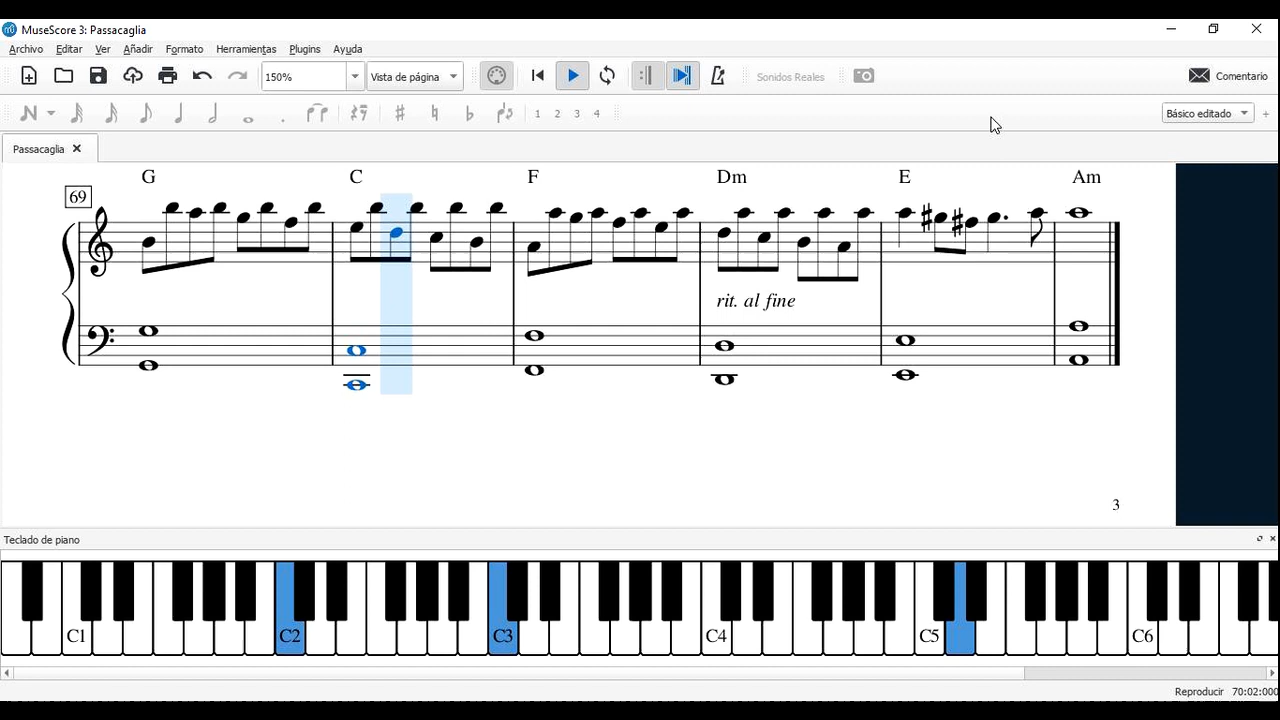 MuseScore 3: Passacaglia
Archivo Editar Ver Añadir Formato Herramientas Plugins Ayuda
150% Vista de página Sonidos Reales Comentario
1 2 3 4 Básico editado +
Passacaglia
G C F Dm E Am
69
rit. al fine
3
Teclado de piano
C1 C2 C3 C4 C5 C6
Reproducir 70:02:000